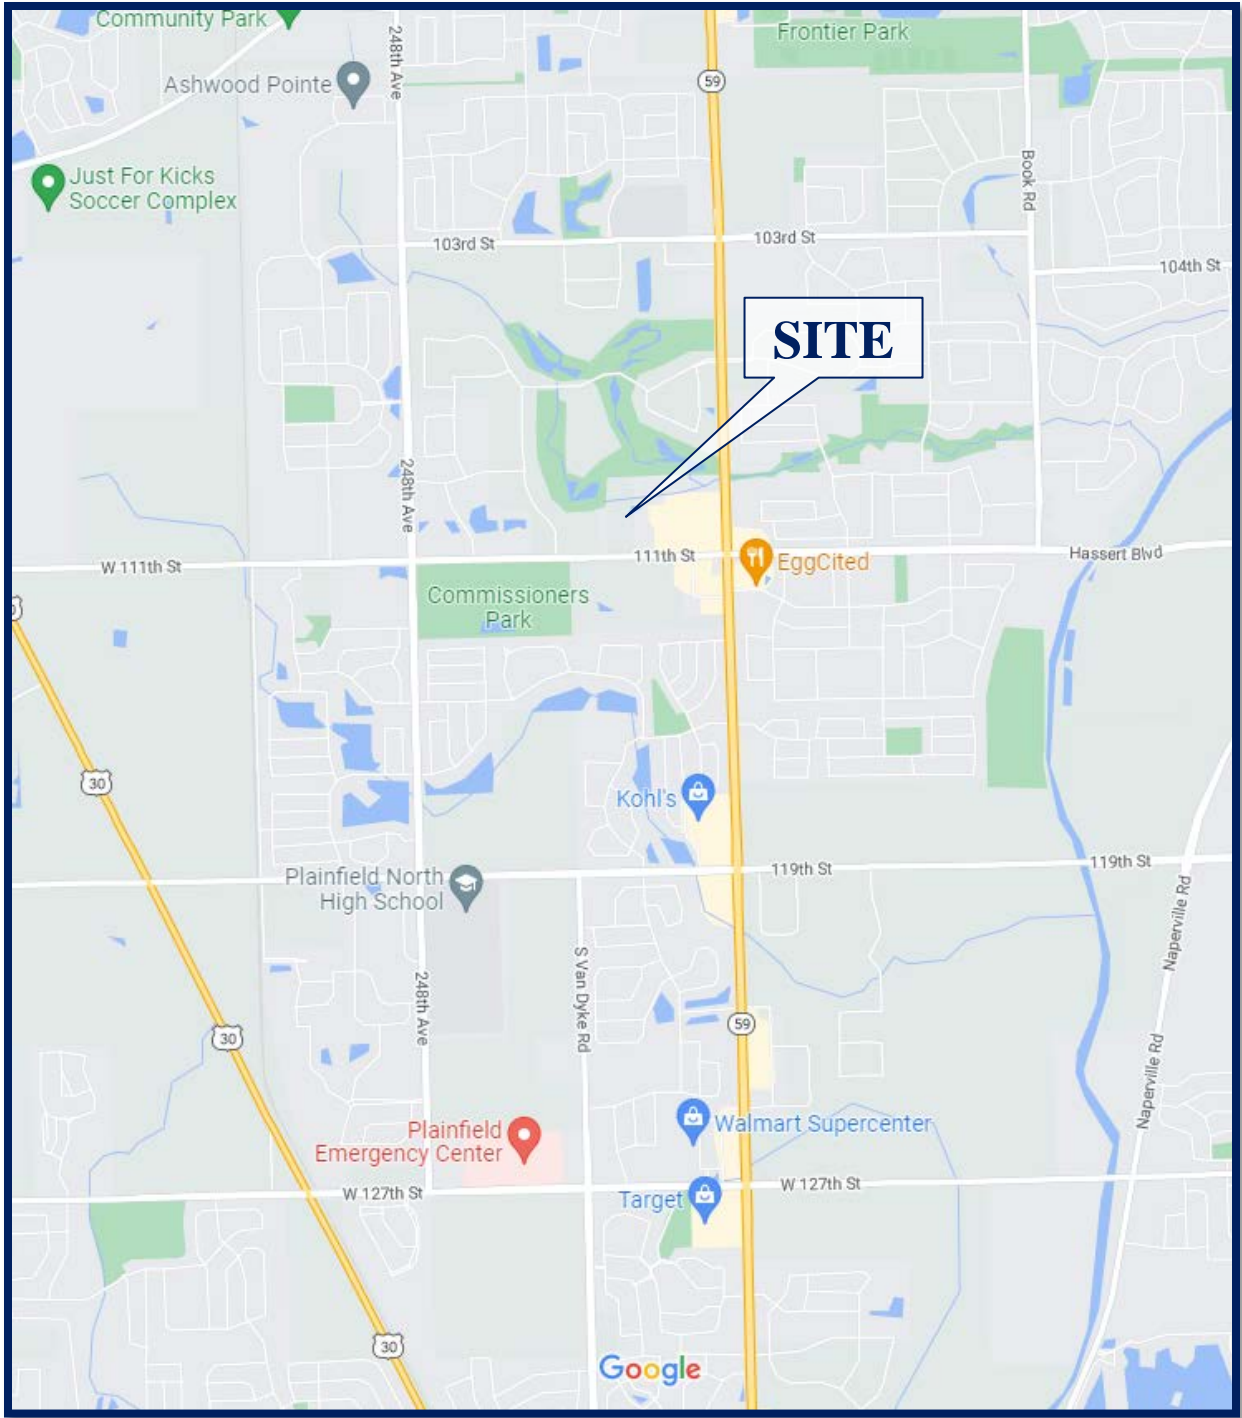 Community Park
Frontier Park
248th Ave
Ashwood Pointe
59
Just For Kicks
Soccer Complex
Book Rd
103rd St
103rd St
104th St
SITE
248th Ave
W 111th St
111th St
Hassert Blvd
EggCited
Commissioners
Park
30
Kohl's
119th St
119th St
Plainfield North
High School
Naperville Rd
S Van Dyke Rd
248th Ave
59
30
Naperville Rd
Walmart Supercenter
Plainfield
Emergency Center
W 127th St
W 127th St
Target
30
Google